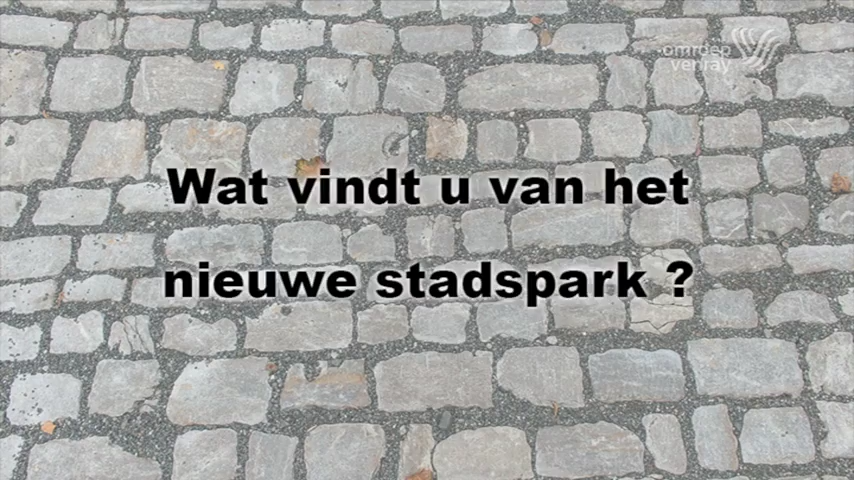 omroep
venray
Wat vindt u van het
nieuwe stadspark ?